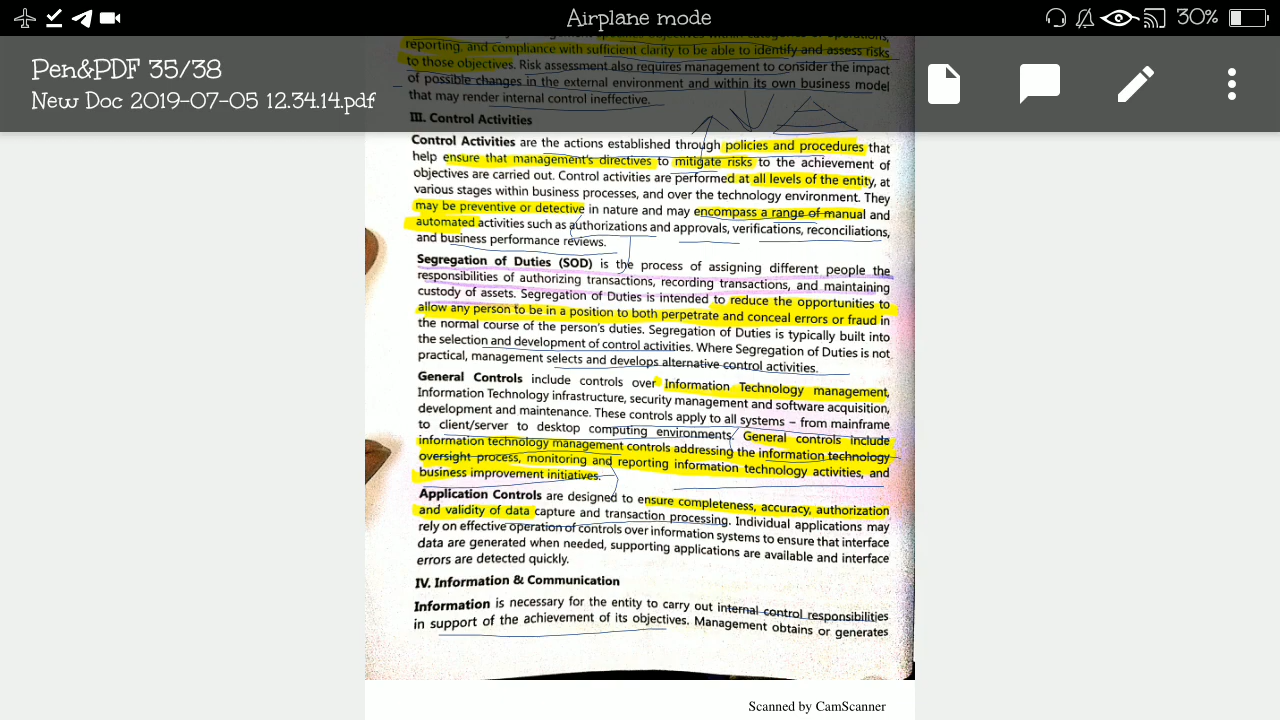 Airplane mode
30%
Pen&PDF 35/38
New Doc 2019-07-05 12.34.14.pdf
reporting, and compliance with sufficient clarity to be able to identify and assess risks
to those objectives. Risk assessment also requires management to consider the impact
of possible changes in the external environment and within its own business model
that may render internal control ineffective.
III. Control Activities
Control Activities are the actions established through policies and procedures that
help ensure that management's directives to mitigate risks to the achievement of
objectives are carried out. Control activities are performed at all levels of the entity, at
various stages within business processes, and over the technology environment. They
may be preventive or detective in nature and may encompass a range of manual and
automated activities such as authorizations and approvals, verifications, reconciliations,
and business performance reviews.
Segregation of Duties (SOD) is the process of assigning different people the
responsibilities of authorizing transactions, recording transactions, and maintaining
custody of assets. Segregation of Duties is intended to reduce the opportunities to
allow any person to be in a position to both perpetrate and conceal errors or fraud in
the normal course of the person's duties. Segregation of Duties is typically built into
the selection and development of control activities. Where Segregation of Duties is not
practical, management selects and develops alternative control activities.
General Controls include controls over Information Technology management,
Information Technology infrastructure, security management and software acquisition,
development and maintenance. These controls apply to all systems – from mainframe
to client/server to desktop computing environments. General controls include
information technology management controls addressing the information technology
oversight process, monitoring and reporting information technology activities, and
business improvement initiatives.
Application Controls are designed to ensure completeness, accuracy, authorization
and validity of data capture and transaction processing. Individual applications may
rely on effective operation of controls over information systems to ensure that interface
data are generated when needed, supporting applications are available and interface
errors are detected quickly.
IV. Information & Communication
Information is necessary for the entity to carry out internal control responsibilities
in support of the achievement of its objectives. Management obtains or generates
Scanned by CamScanner